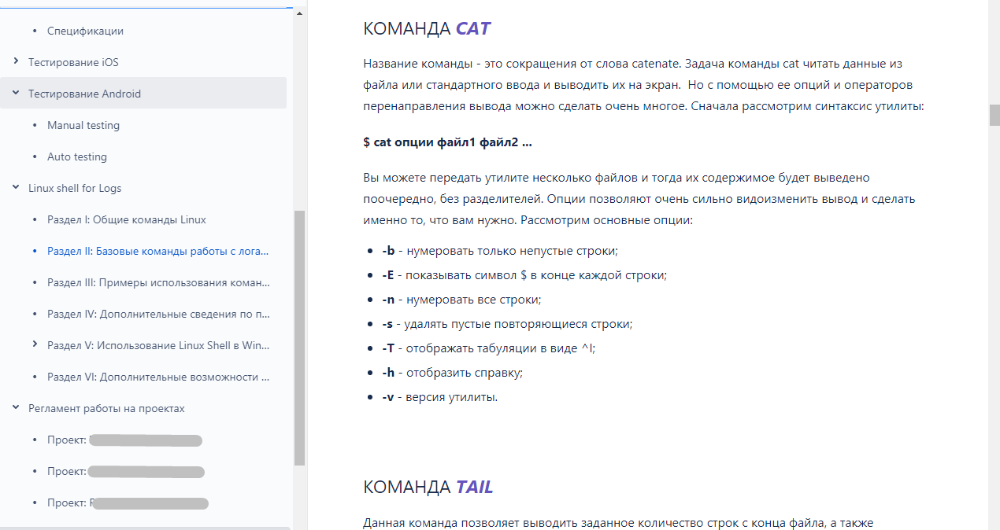 Спецификации
Тестирование iOS
Тестирование Android
Manual testing
Auto testing
Linux shell for Logs
Раздел I: Общие команды Linux
Раздел II: Базовые команды работы с лога...
Раздел III: Примеры использования коман...
Раздел IV: Дополнительные сведения по п...
Раздел V: Использование Linux Shell в Win...
Раздел VI: Дополнительные возможности ...
Регламент работы на проектах
Проект:
Проект:
Проект:
КОМАНДА CAT
Название команды - это сокращения от слова catenate. Задача команды cat читать данные из
файла или стандартного ввода и выводить их на экран. Но с помощью ее опций и операторов
перенаправления вывода можно сделать очень многое. Сначала рассмотрим синтаксис утилиты:
$ cat опции файл1 файл2 ...
Вы можете передать утилите несколько файлов и тогда их содержимое будет выведено
поочередно, без разделителей. Опции позволяют очень сильно видоизменить вывод и сделать
именно то, что вам нужно. Рассмотрим основные опции:
• -b - нумеровать только непустые строки;
• -E - показывать символ $ в конце каждой строки;
• -n - нумеровать все строки;
• -s - удалять пустые повторяющиеся строки;
• -T - отображать табуляции в виде ^I;
• -h - отобразить справку;
• -v - версия утилиты.
КОМАНДА TAIL
Данная команда позволяет выводить заданное количество строк с конца файла, а также